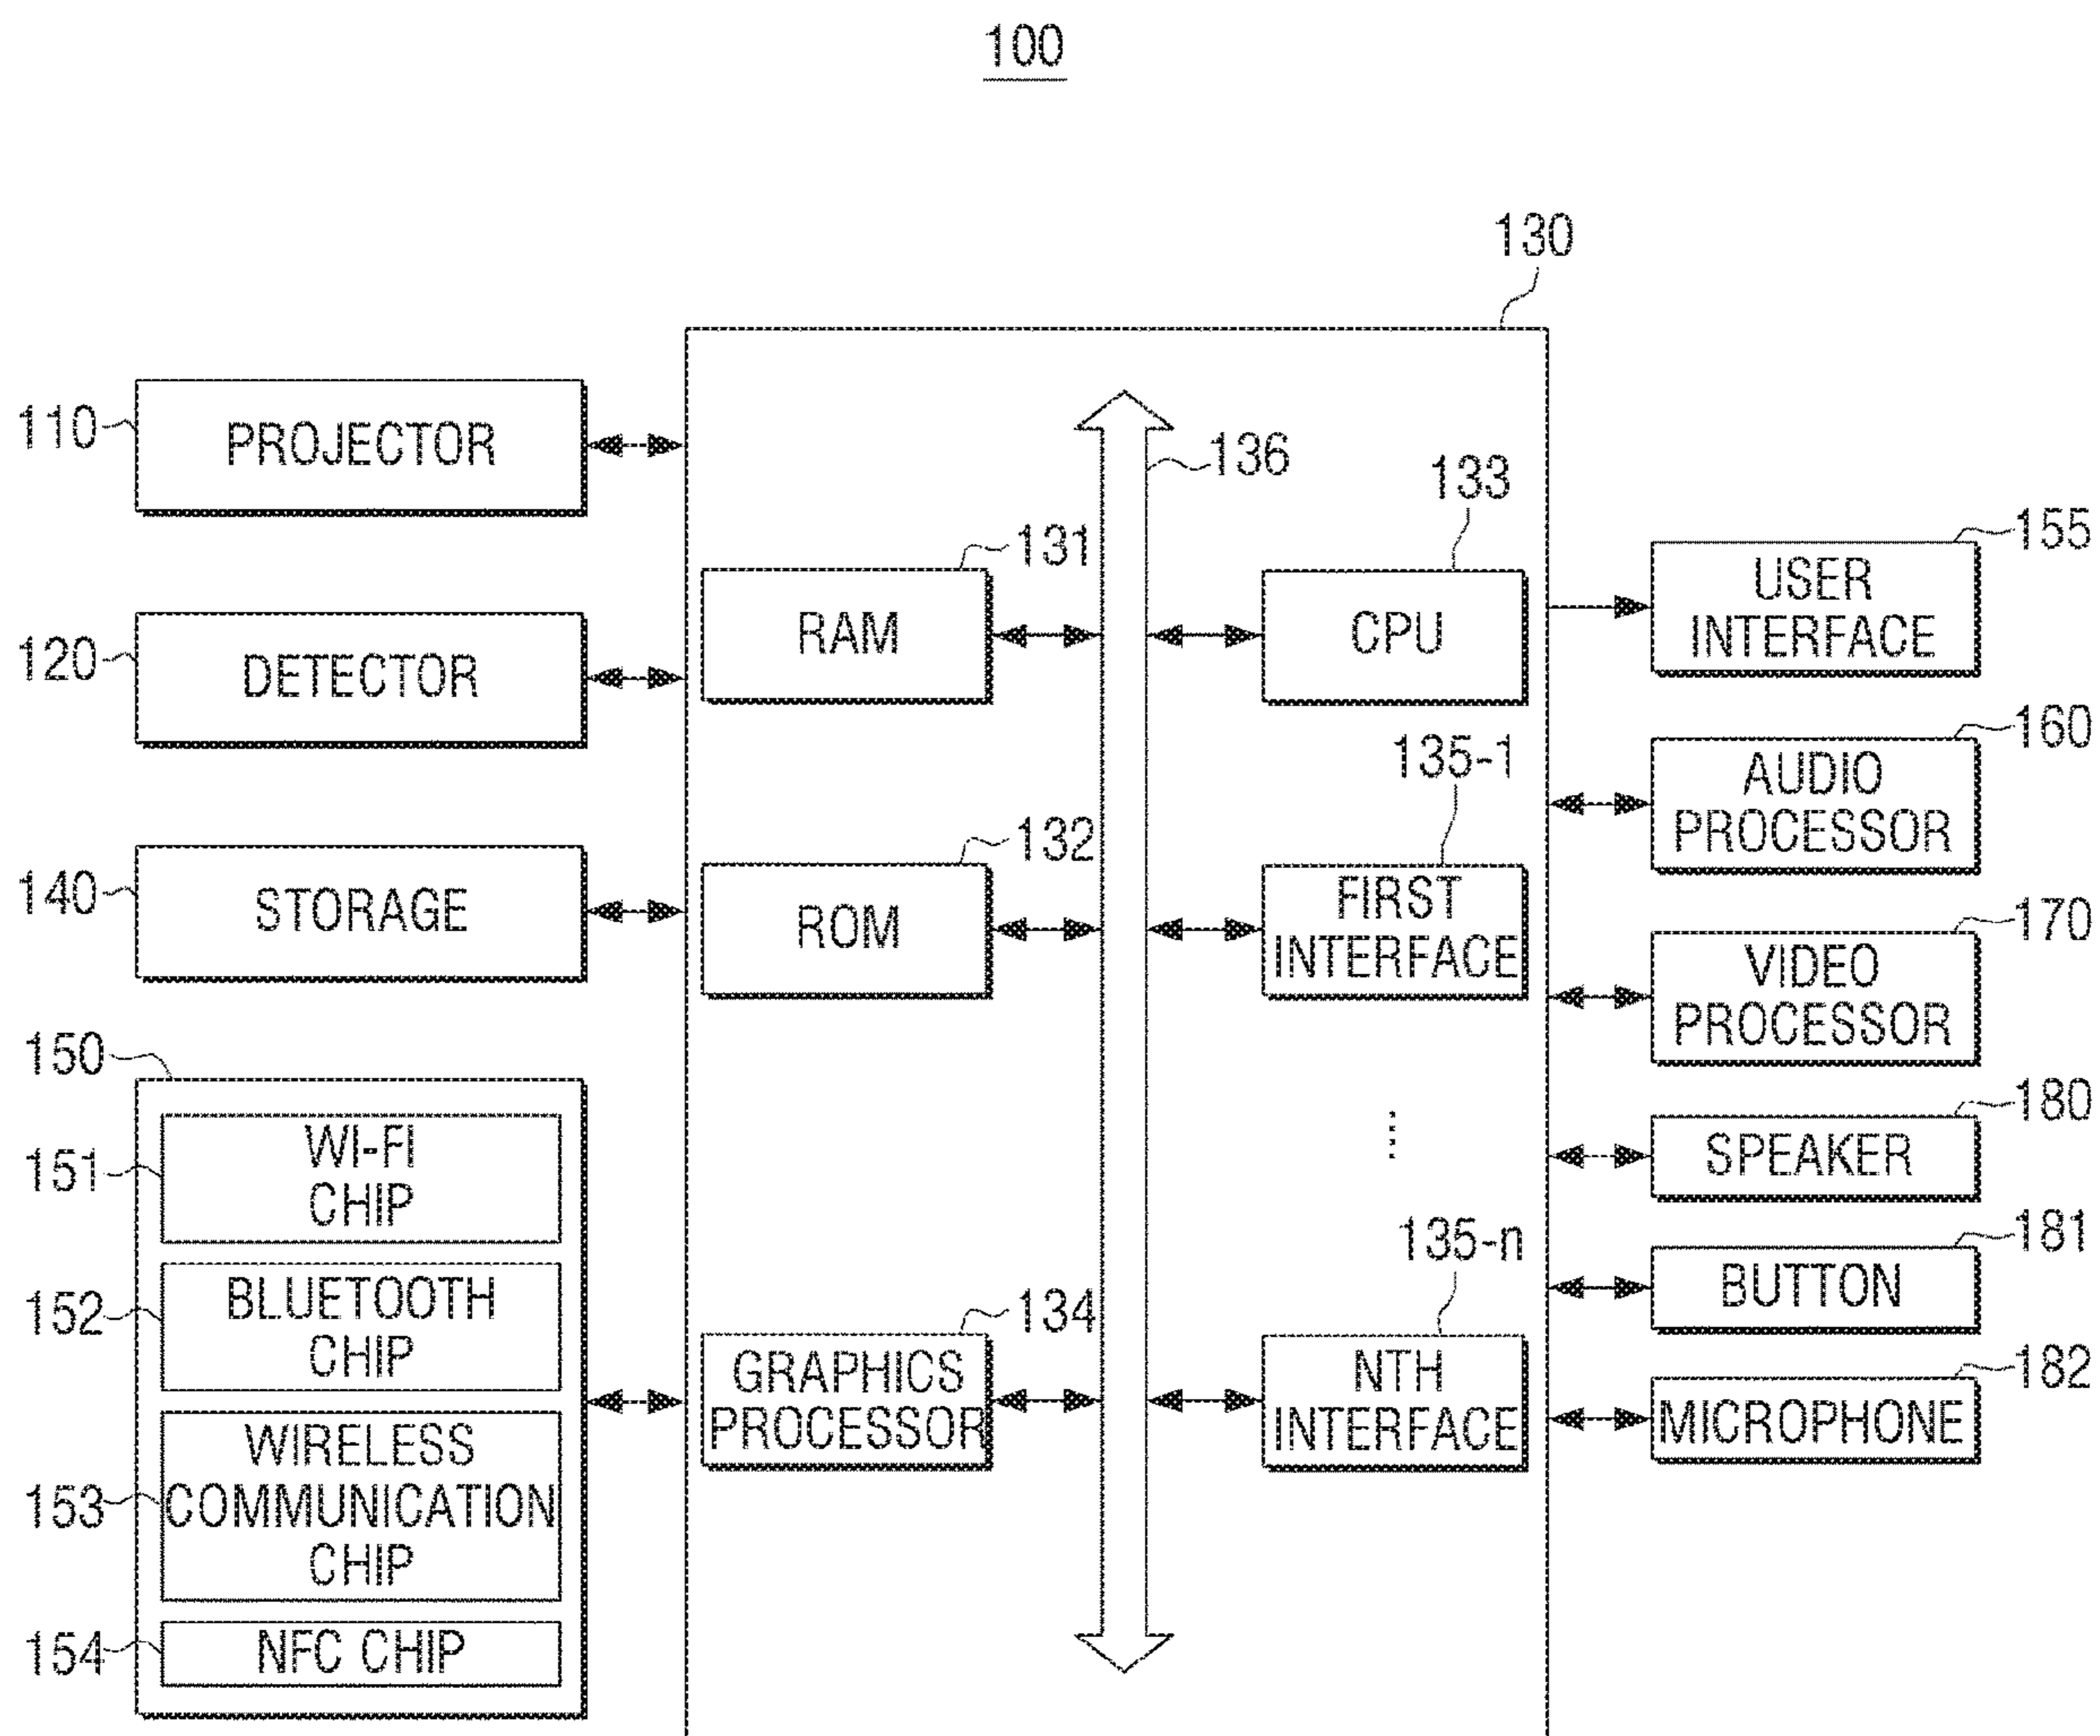 100
130
110
PROJECTOR
136
133
131
155
USER
INTERFACE
RAM
CPU
120
DETECTOR
160
AUDIO
PROCESSOR
135-1
132
140
STORAGE
ROM
FIRST
INTERFACE
170
VIDEO
PROCESSOR
150
180
SPEAKER
151
WI-FI
CHIP
181
BUTTON
135-n
152
BLUETOOTH
CHIP
134
GRAPHICS
PROCESSOR
NTH
INTERFACE
182
MICROPHONE
153
WIRELESS
COMMUNICATION
CHIP
154
NFC CHIP